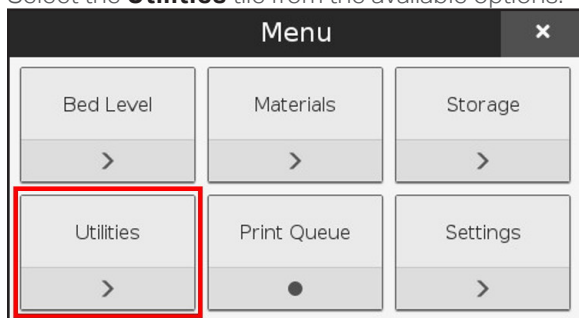 Select the Utilities tile from the available options.
Menu ×
Bed Level Materials Storage
> > >
Utilities Print Queue Settings
> ● >